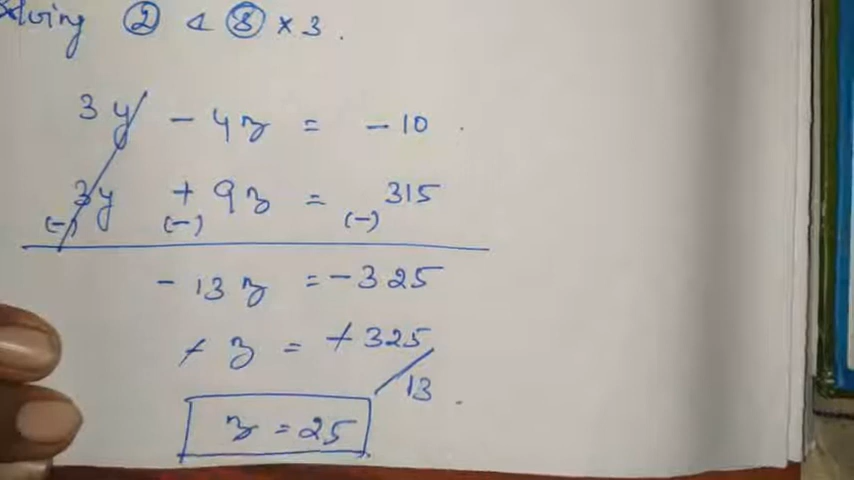 Solving ② & ⑧ × 3.
3y - 4z = -10.
3y + 9z = 315
(-) (-) (-)
-13z = -325
+ z = + 325/13.
z = 25